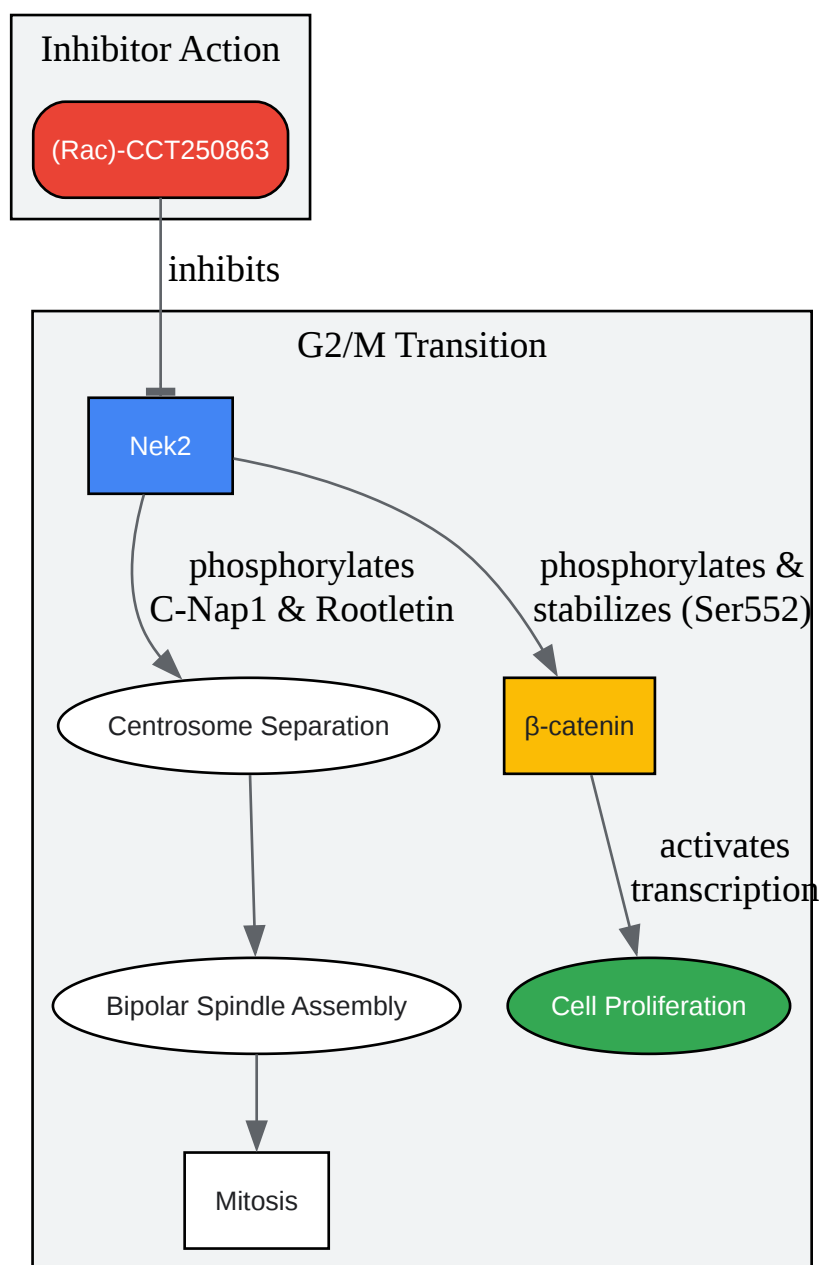 Inhibitor Action
(Rac)-CCT250863
inhibits
G2/M Transition
Nek2
phosphorylates
C-Nap1 & Rootletin
phosphorylates &
stabilizes (Ser552)
Centrosome Separation
β-catenin
activates
transcription
Bipolar Spindle Assembly
Cell Proliferation
Mitosis